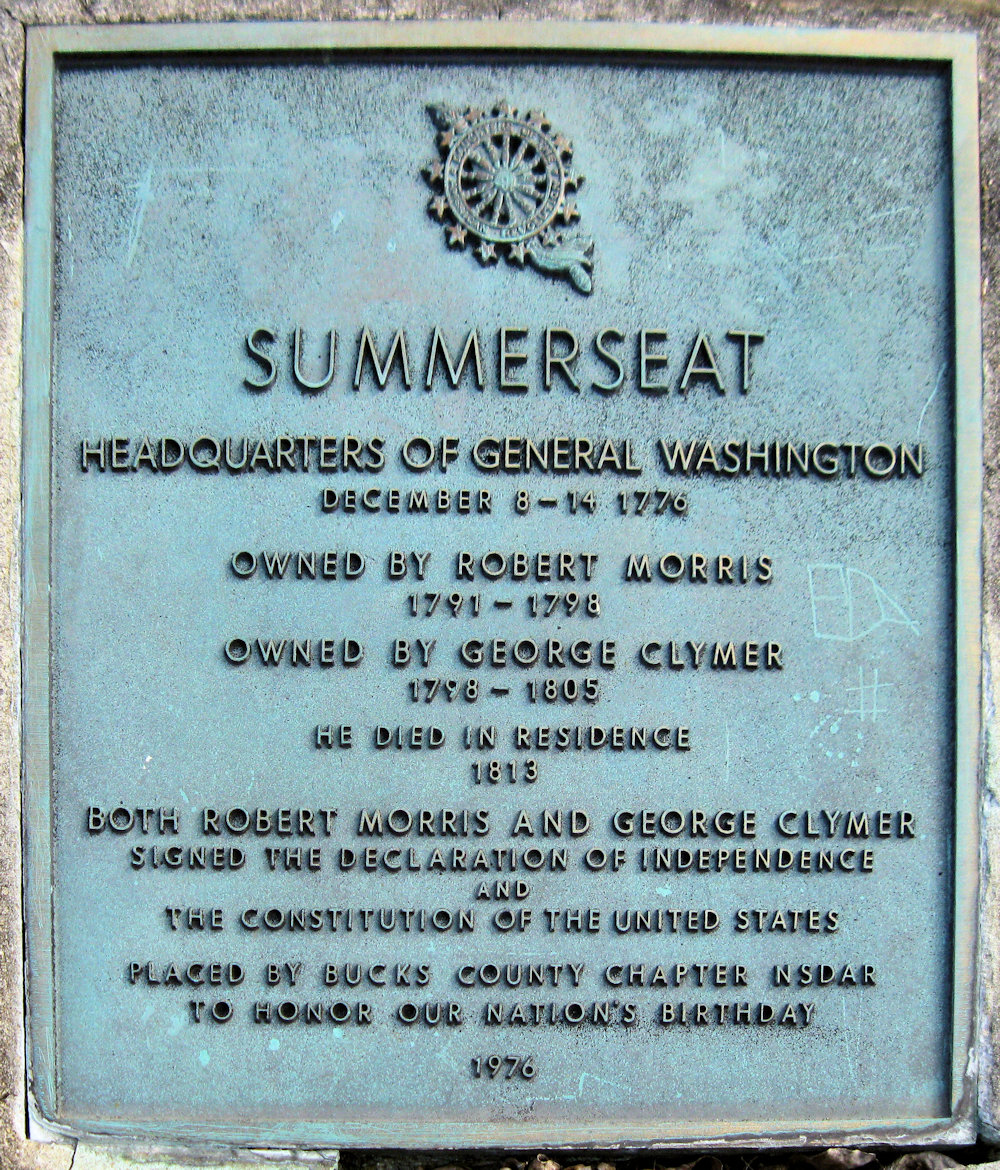 SUMMERSEAT
HEADQUARTERS OF GENERAL WASHINGTON
DECEMBER 8–14 1776
OWNED BY ROBERT MORRIS
1791 – 1798
OWNED BY GEORGE CLYMER
1798 – 1805
HE DIED IN RESIDENCE
1813
BOTH ROBERT MORRIS AND GEORGE CLYMER
SIGNED THE DECLARATION OF INDEPENDENCE
AND
THE CONSTITUTION OF THE UNITED STATES
PLACED BY BUCKS COUNTY CHAPTER NSDAR
TO HONOR OUR NATION'S BIRTHDAY
1976